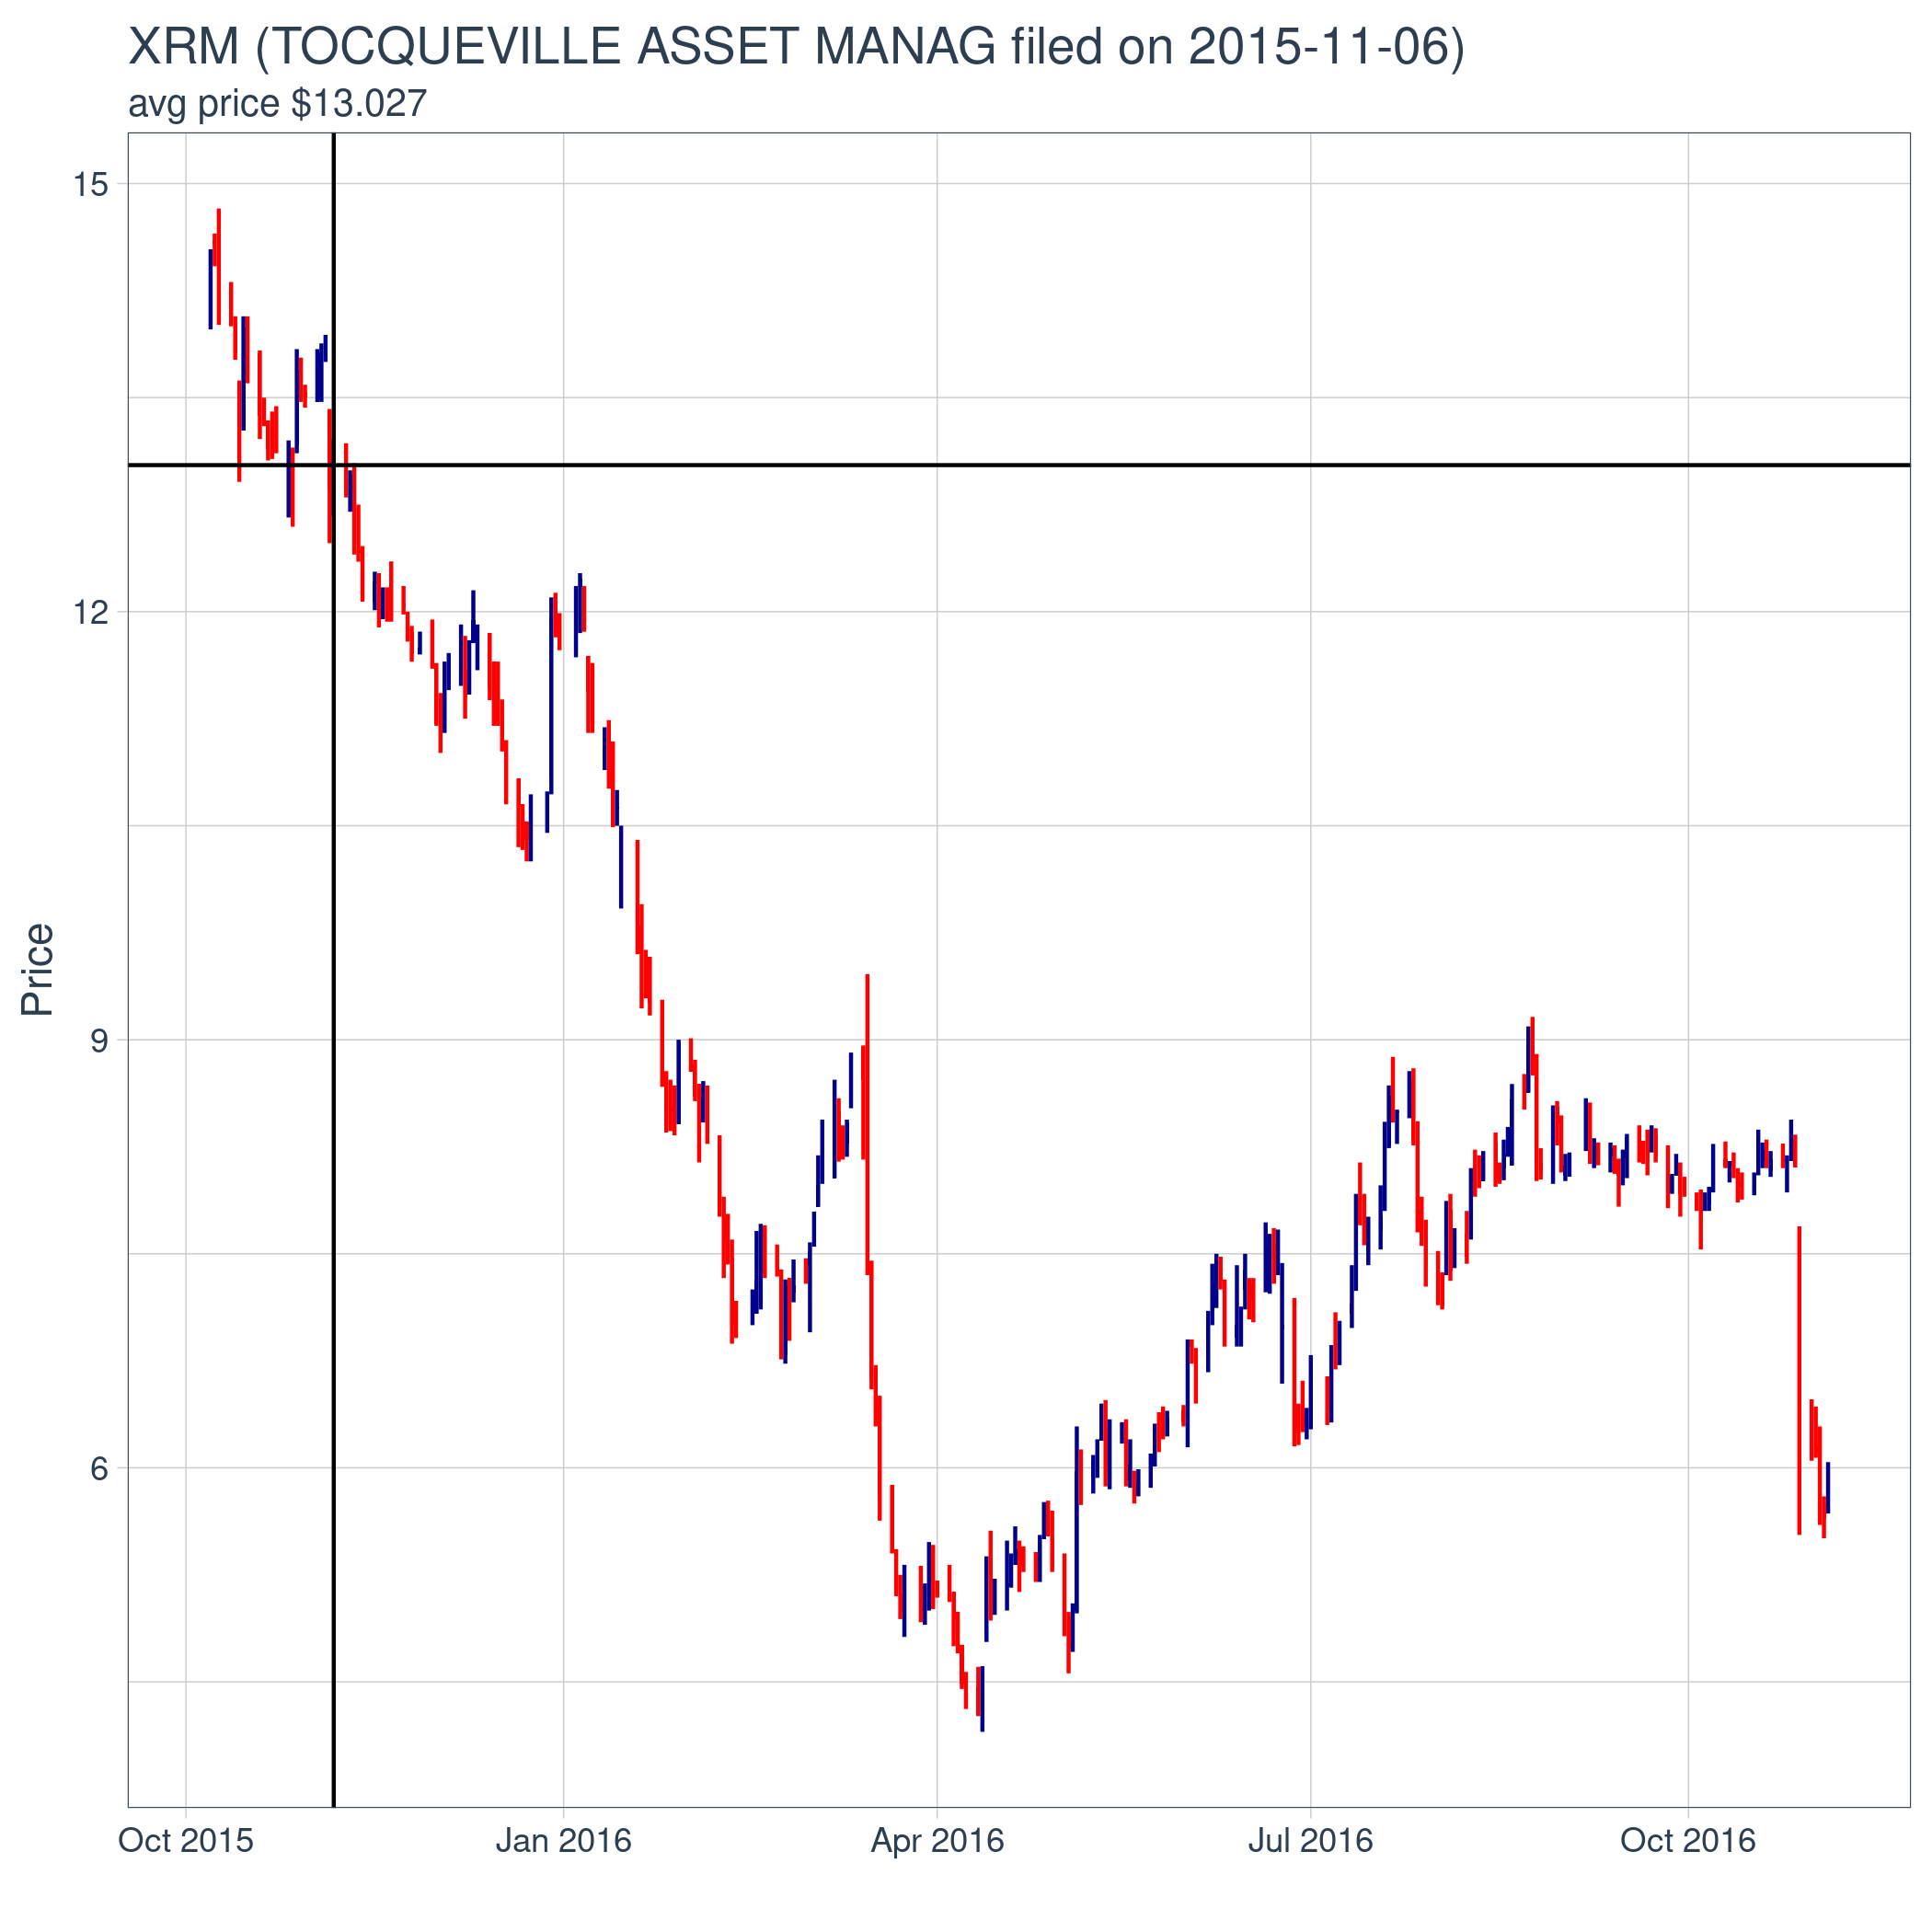 XRM (TOCQUEVILLE ASSET MANAG filed on 2015-11-06)
avg price $13.027
15
12
9
6
Price
Oct 2015
Jan 2016
Apr 2016
Jul 2016
Oct 2016